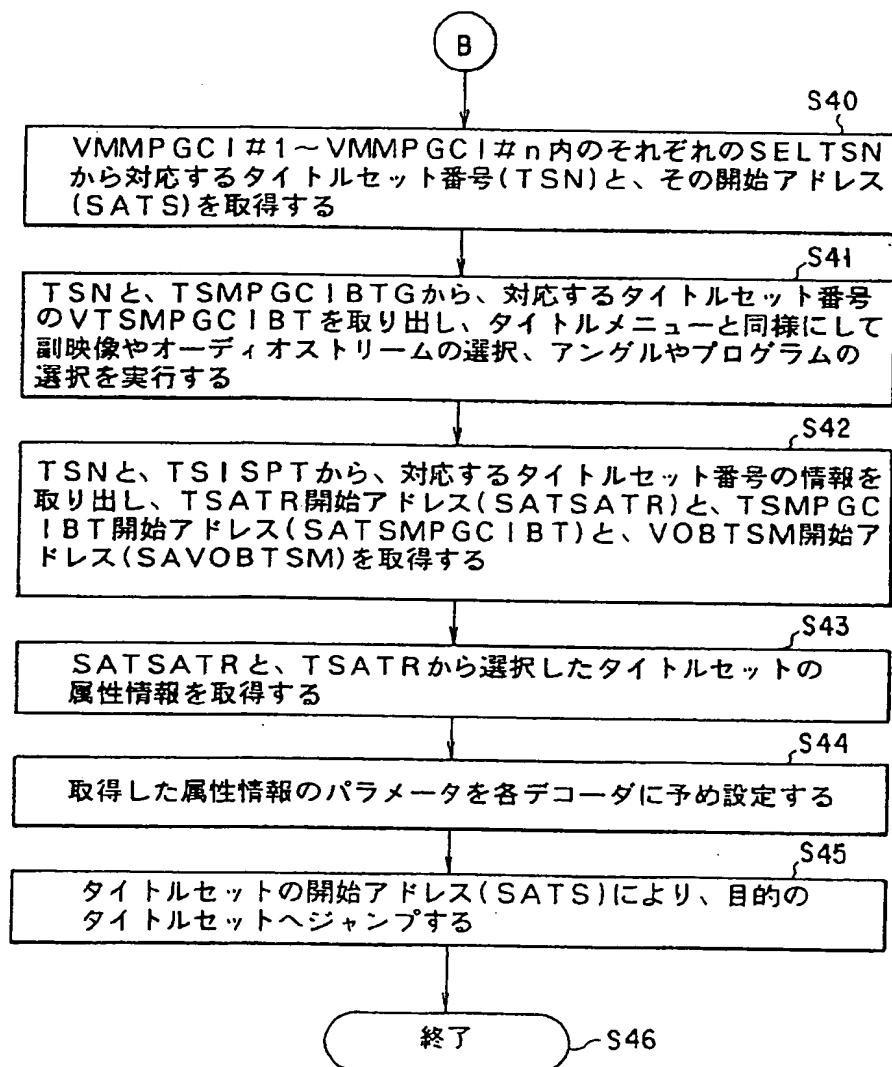 B
S40
VMMPGCI#1～VMMPGCI#n内のそれぞれのSELTSN
から対応するタイトルセット番号(TSN)と、その開始アドレス
(SATS)を取得する
S41
TSNと、TSMPGCIBTGから、対応するタイトルセット番号
のVTSMPGCIBTを取り出し、タイトルメニューと同様にして
副映像やオーディオストリームの選択、アングルやプログラムの
選択を実行する
S42
TSNと、TSISPTから、対応するタイトルセット番号の情報を
取り出し、TSATR開始アドレス(SATSATR)と、TSMPGC
IBT開始アドレス(SATSMPGCIBT)と、VOBTSM開始ア
ドレス(SAVOBTSM)を取得する
S43
SATSATRと、TSATRから選択したタイトルセットの
属性情報を取得する
S44
取得した属性情報のパラメータを各デコーダに予め設定する
S45
タイトルセットの開始アドレス(SATS)により、目的の
タイトルセットへジャンプする
終了
S46